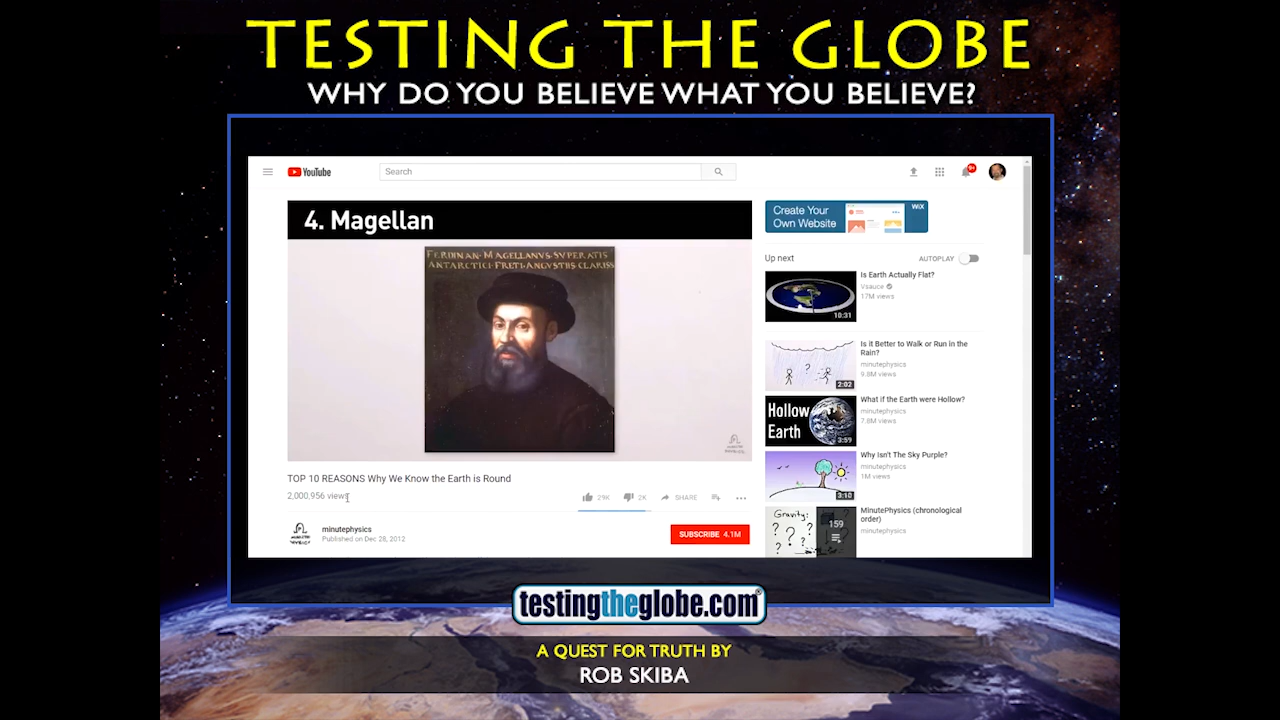 TESTING THE GLOBE
WHY DO YOU BELIEVE WHAT YOU BELIEVE?
YouTube
Search
9+
4. Magellan
FERDINAN· MAGELLANVS·SVPERATIS
ANTARCTICI·FRETI·ANGVSTIIS·CLARISS
TOP 10 REASONS Why We Know the Earth is Round
2,000,956 views
29K
2K
SHARE
minutephysics
Published on Dec 28, 2012
SUBSCRIBE 4.1M
Create Your
Own Website
WiX
Up next
AUTOPLAY
10:31
Is Earth Actually Flat?
Vsauce
17M views
?
2:02
Is it Better to Walk or Run in the
Rain?
minutephysics
9.8M views
Hollow
Earth
3:59
What if the Earth were Hollow?
minutephysics
7.8M views
3:10
Why Isn't The Sky Purple?
minutephysics
1M views
Gravity:
? ? ?
159
MinutePhysics (chronological
order)
minutephysics
testingtheglobe.com®
A QUEST FOR TRUTH BY
ROB SKIBA